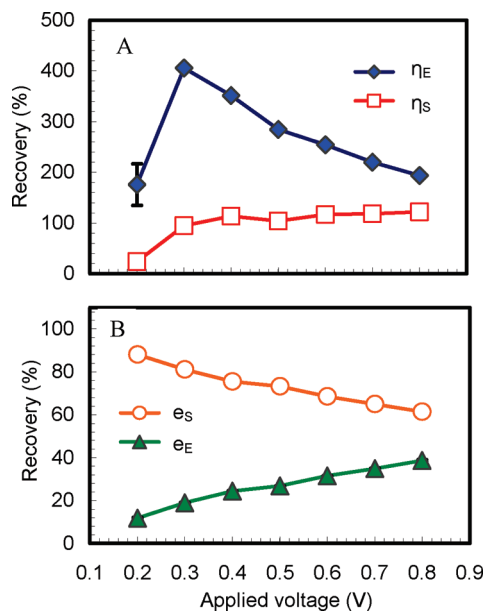 500
400
300
200
100
0
Recovery (%)
A
ηE
ηS
100
80
60
40
20
0
Recovery (%)
B
eS
eE
0.1 0.2 0.3 0.4 0.5 0.6 0.7 0.8 0.9
Applied voltage (V)